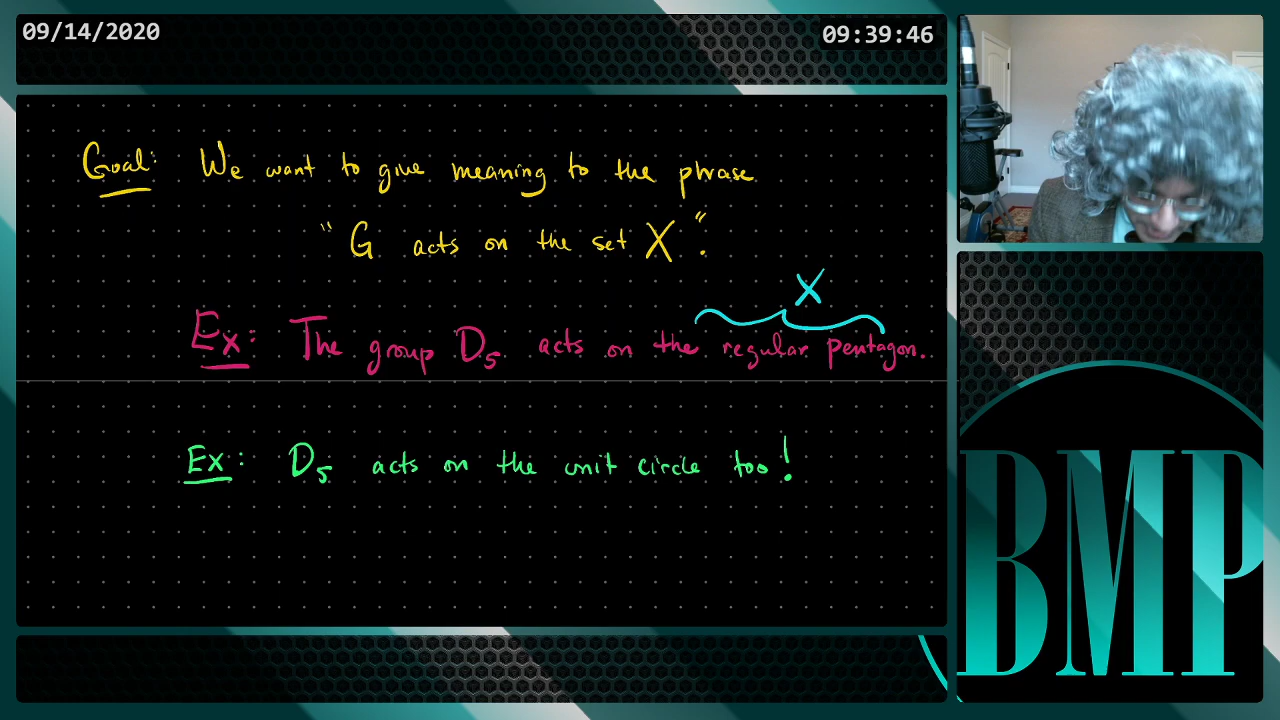 09/14/2020
09:39:46
Goal: We want to give meaning to the phrase
"G acts on the set X".
X
Ex: The group D₅ acts on the regular pentagon.
Ex: D₅ acts on the unit circle too!
BMP